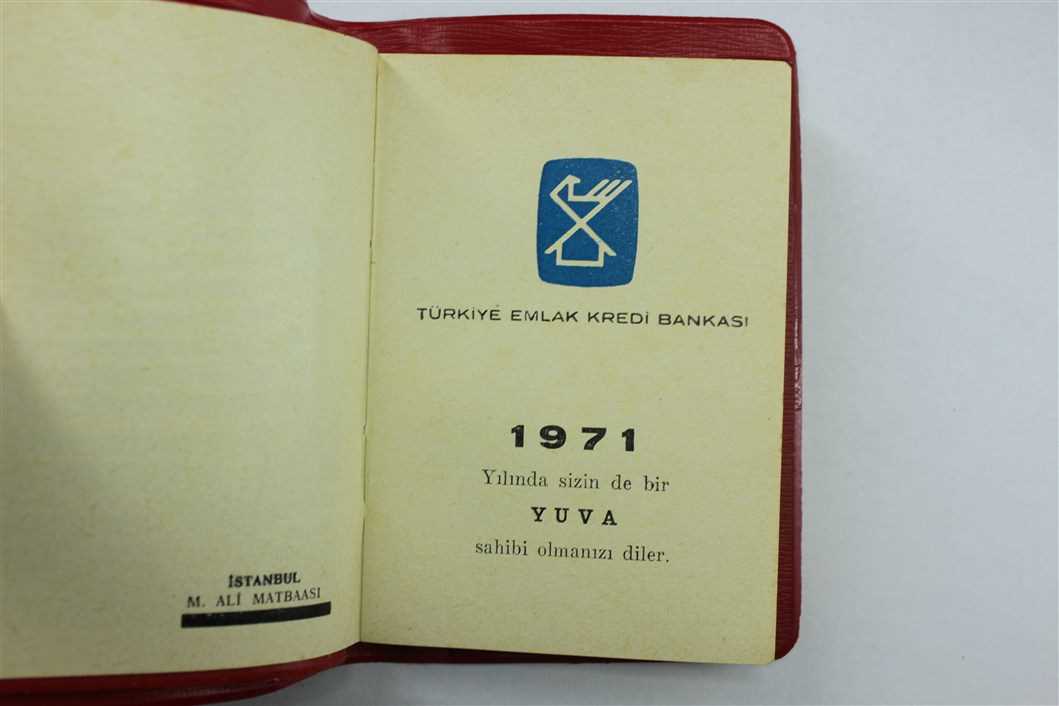 İSTANBUL
M. ALİ MATBAASI
TÜRKİYE EMLAK KREDİ BANKASI
1971
Yılında sizin de bir
YUVA
sahibi olmanızı diler.